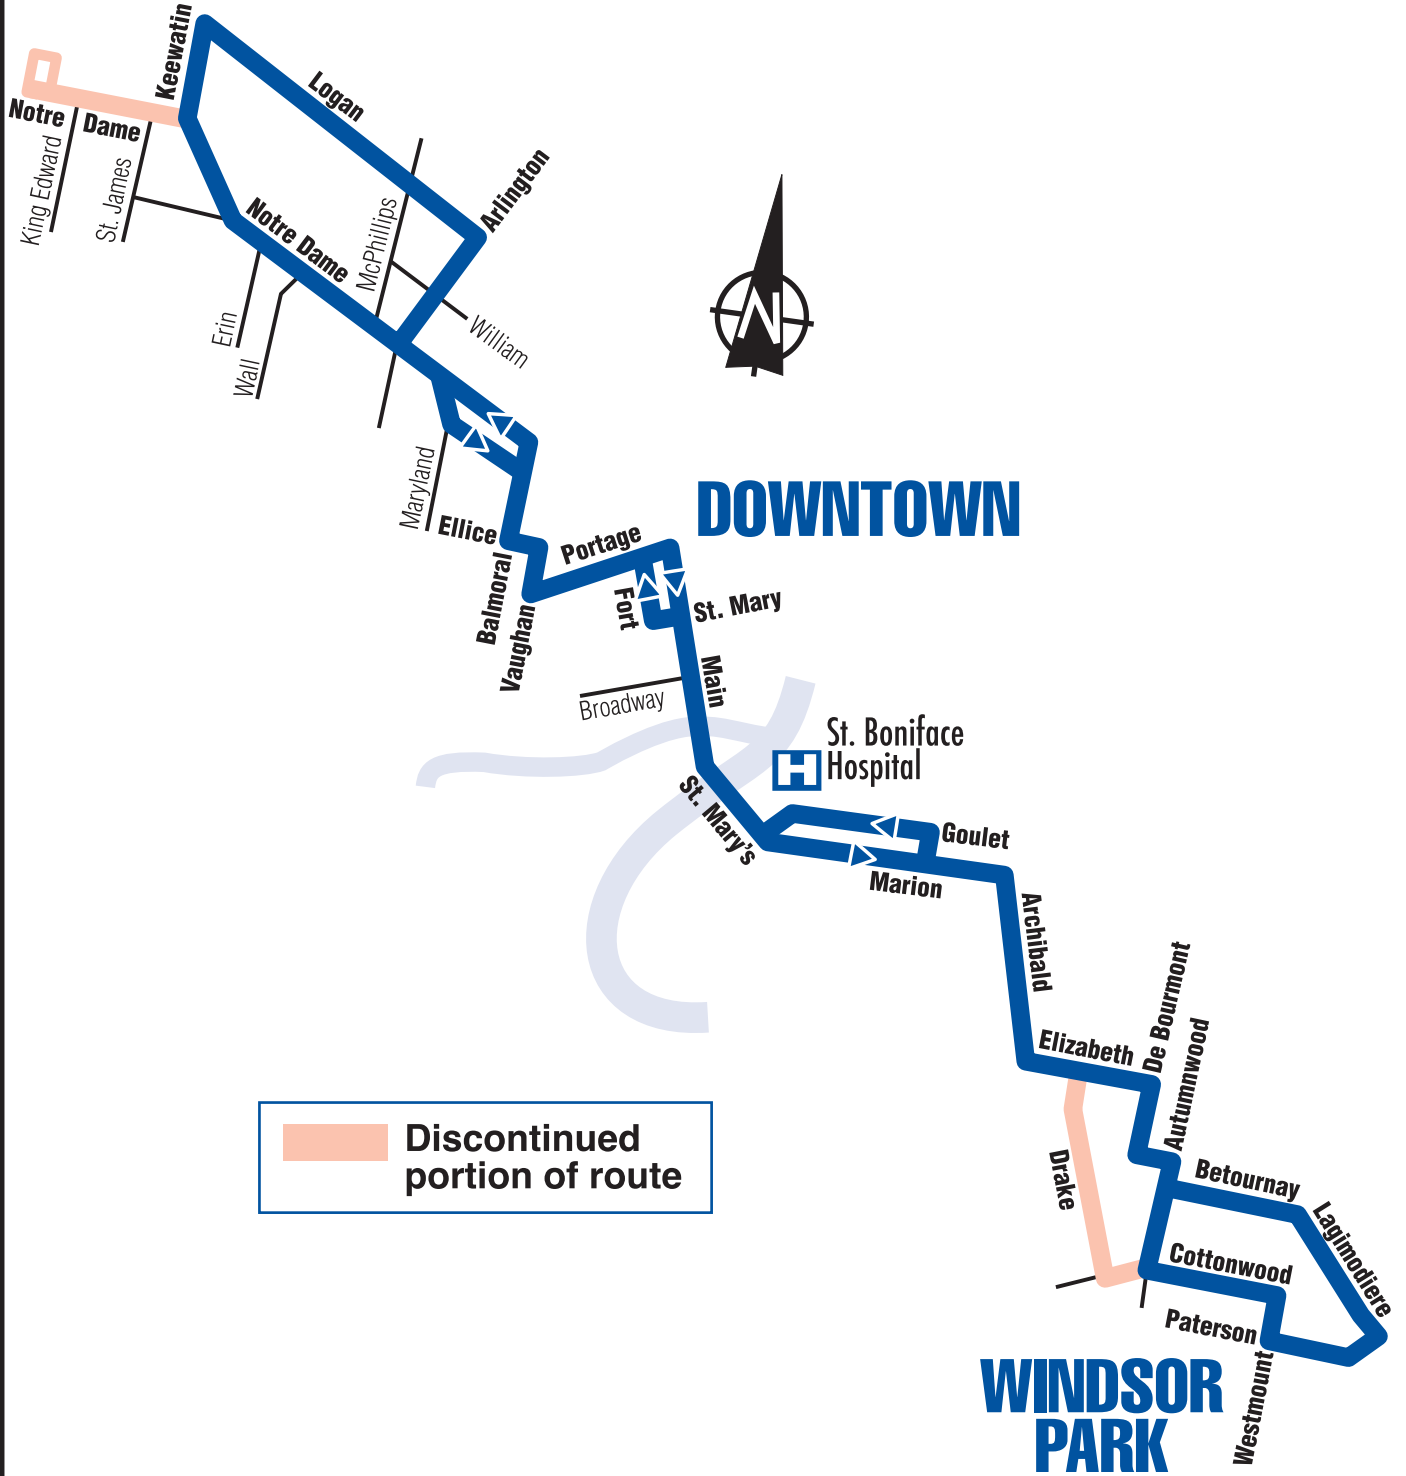 Keewatin
Logan
Notre
Dame
King Edward
St. James
Arlington
McPhillips
Notre Dame
William
Erin
Wall
N
Maryland
DOWNTOWN
Ellice
Portage
Balmoral
Vaughan
Fort
St. Mary
Main
Broadway
St. Boniface
Hospital
H
St. Mary's
Goulet
Marion
Archibald
De Bourmont
Elizabeth
Autumnwood
Discontinued
portion of route
Drake
Betournay
Lagimodiere
Cottonwood
Paterson
Westmount
WINDSOR
PARK